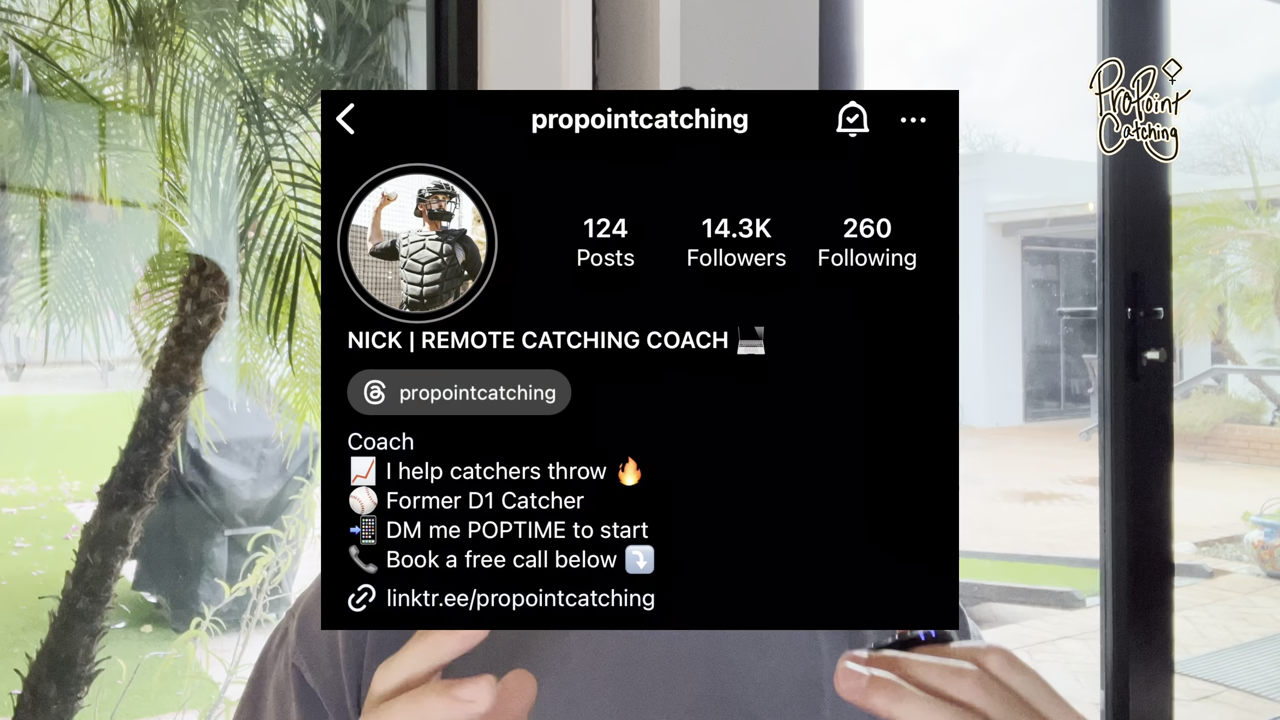 propointcatching
ProPoint
Catching
124
14.3K
260
Posts
Followers
Following
NICK | REMOTE CATCHING COACH
propointcatching
Coach
I help catchers throw
Former D1 Catcher
DM me POPTIME to start
Book a free call below
linktr.ee/propointcatching